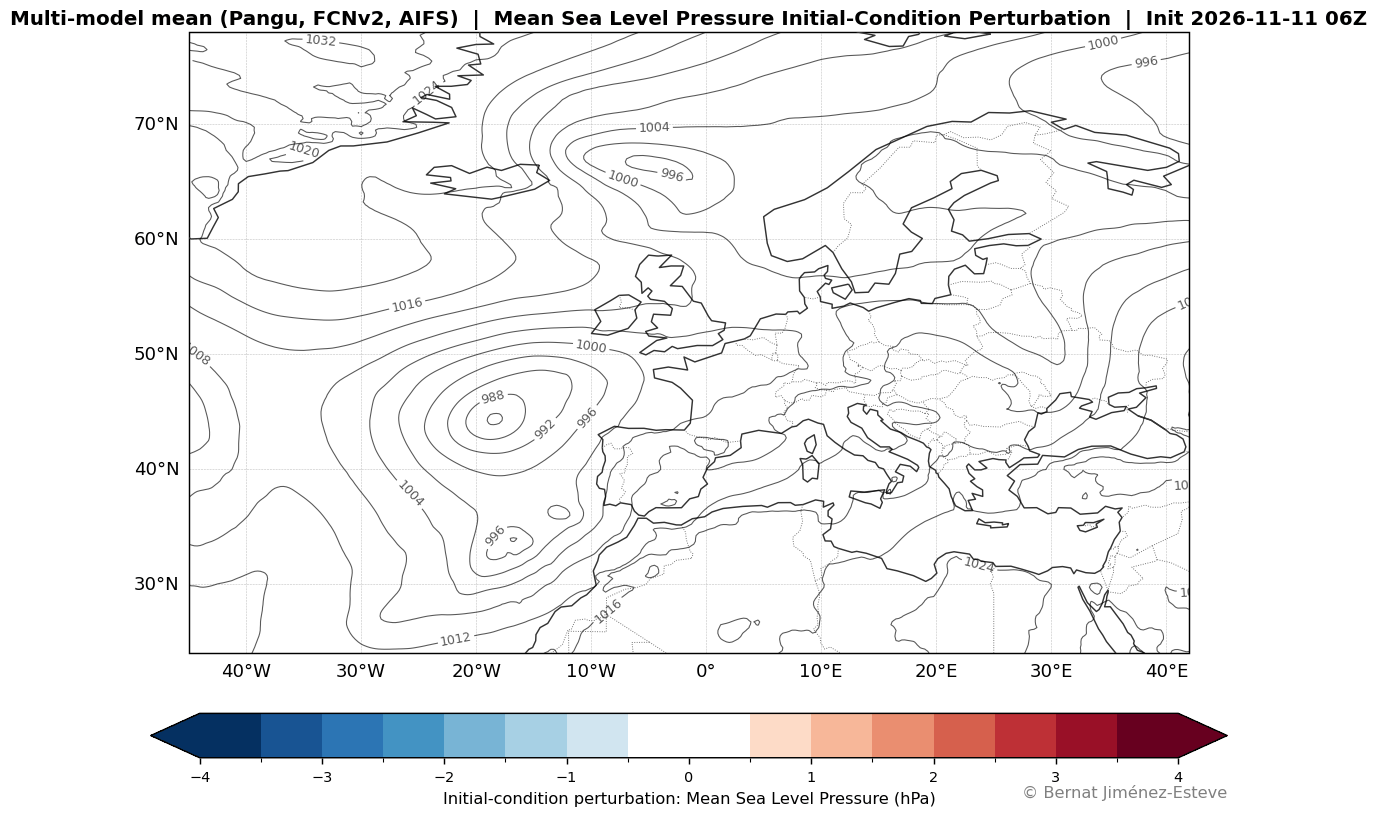 Multi-model mean (Pangu, FCNv2, AIFS) | Mean Sea Level Pressure Initial-Condition Perturbation | Init 2026-11-11 06Z
1032
1000
996
1024
70°N
1004
1020
1000
996
60°N
1016
1008
50°N
1000
988
992
996
40°N
1004
996
1024
30°N
1016
1012
40°W 30°W 20°W 10°W 0° 10°E 20°E 30°E 40°E
−4 −3 −2 −1 0 1 2 3 4
Initial-condition perturbation: Mean Sea Level Pressure (hPa)
© Bernat Jiménez-Esteve